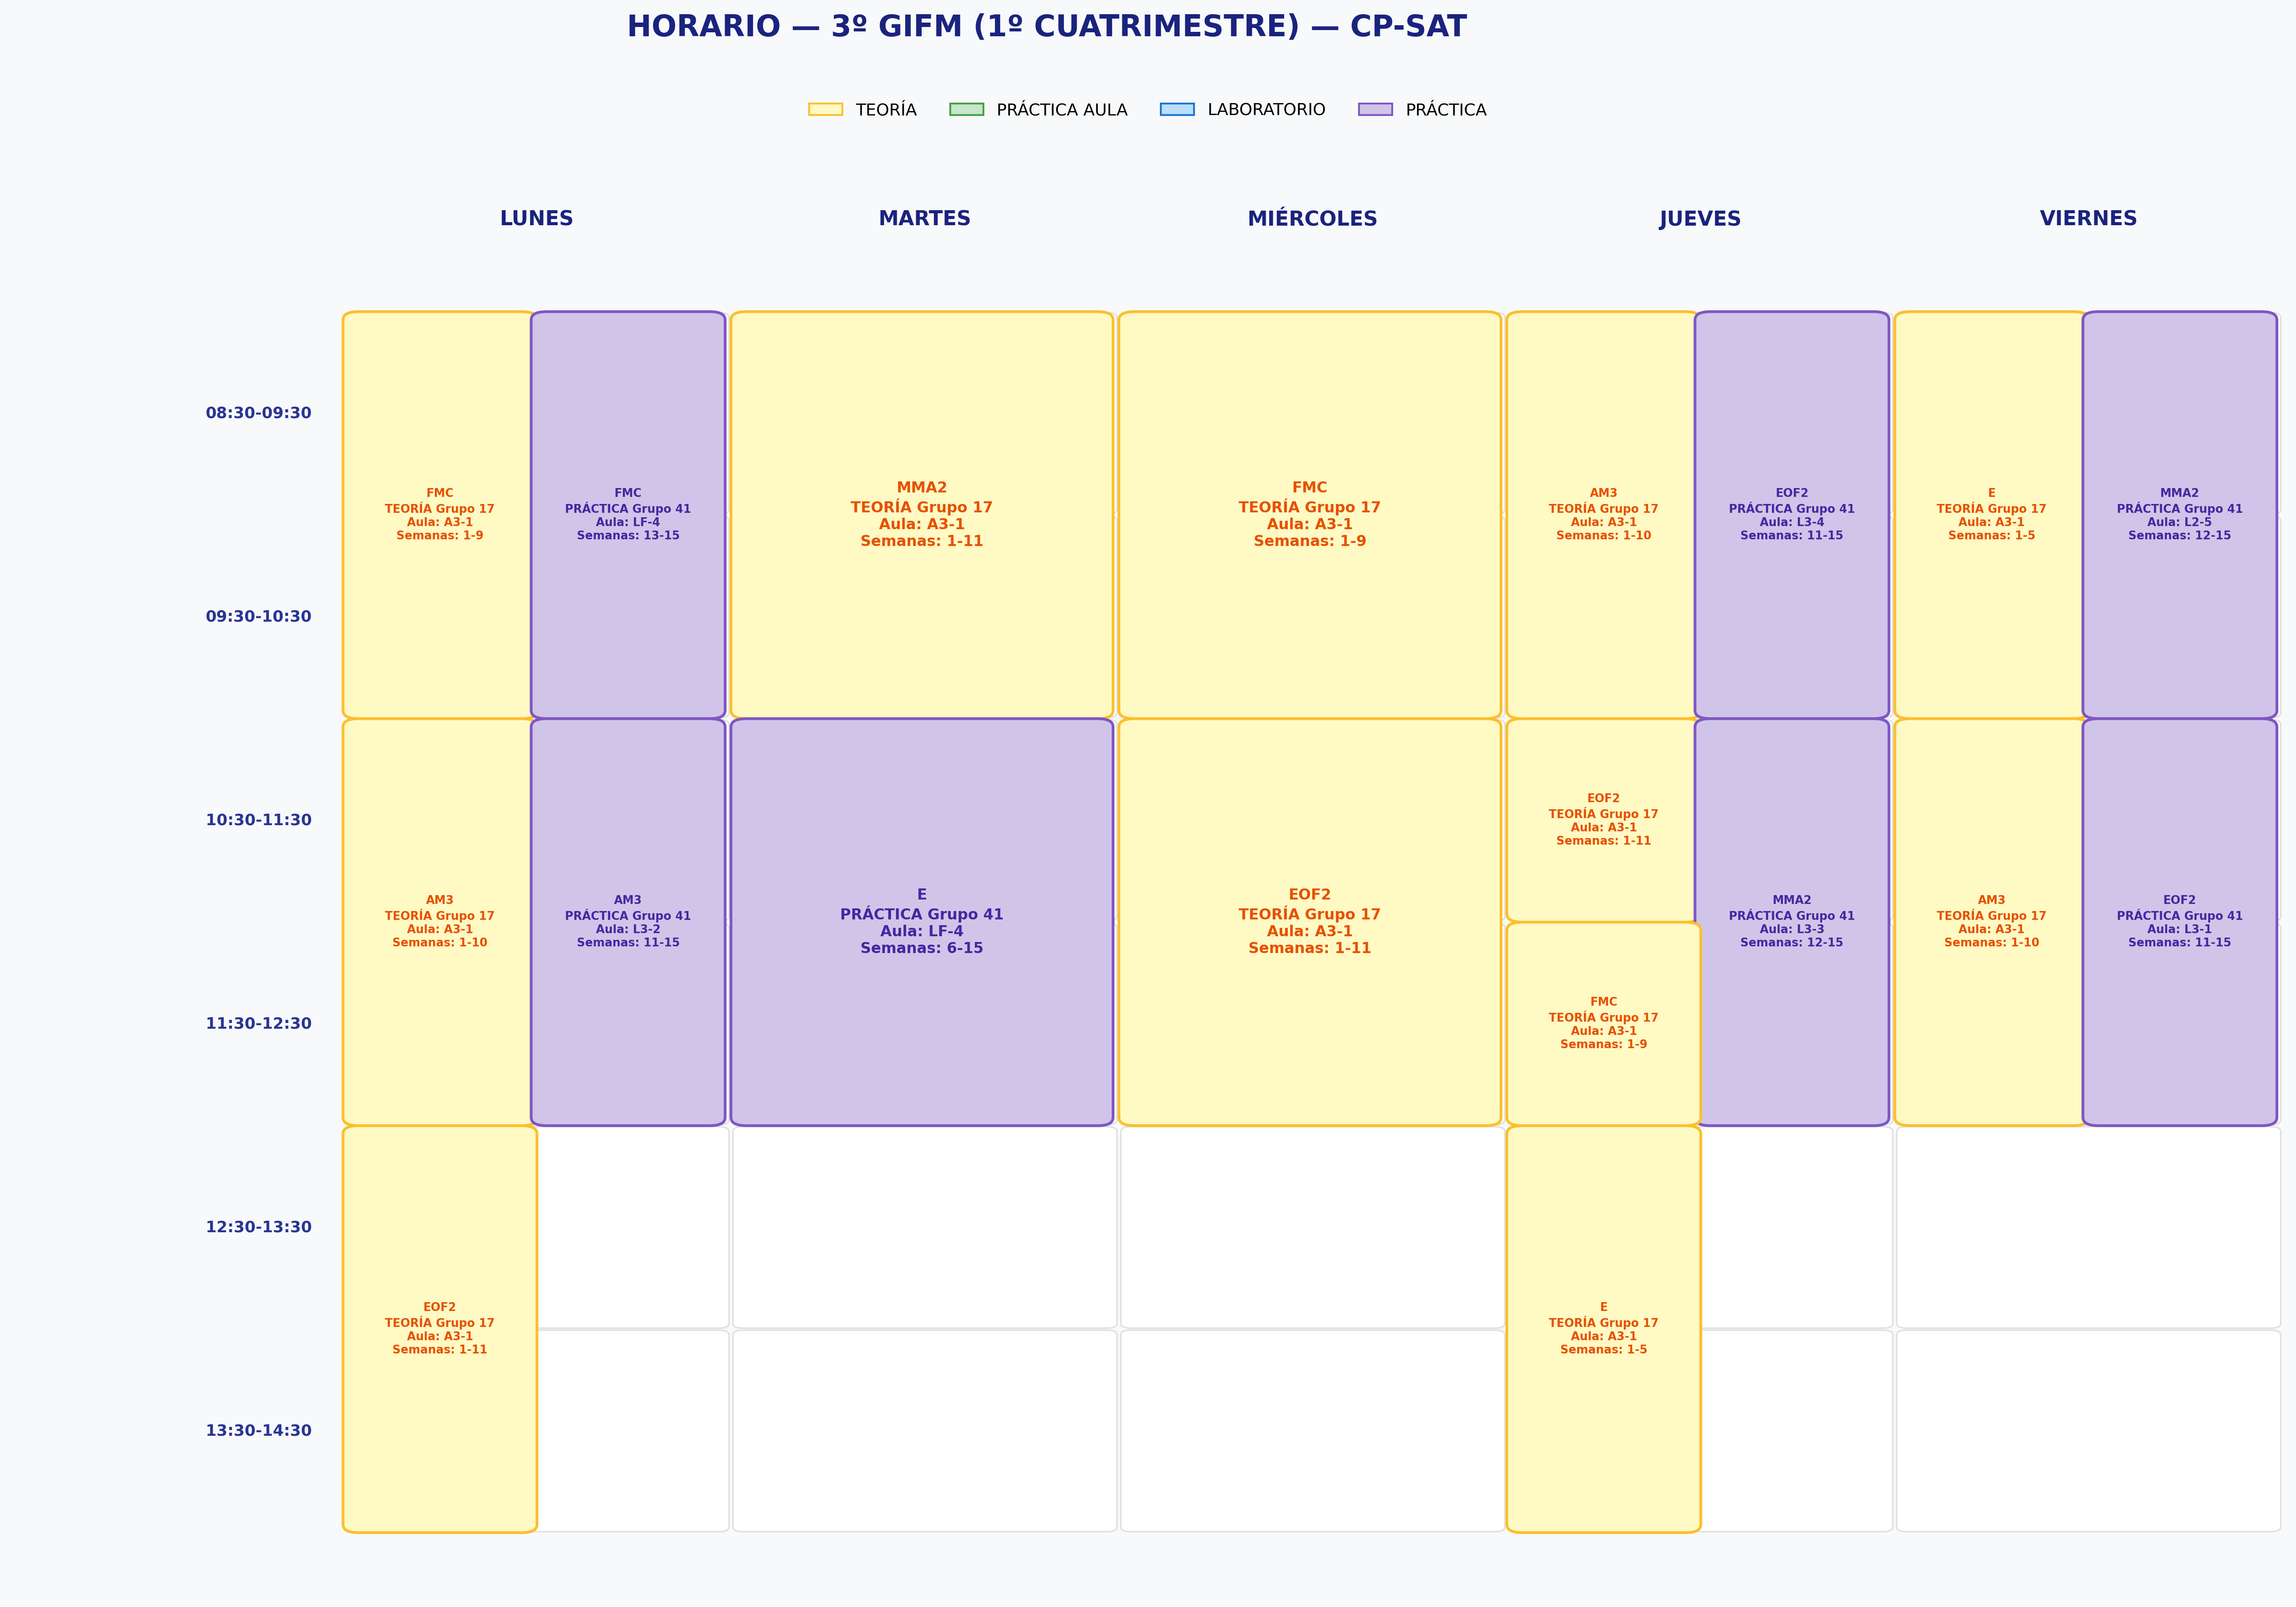 HORARIO — 3º GIFM (1º CUATRIMESTRE) — CP-SAT
TEORÍA
PRÁCTICA AULA
LABORATORIO
PRÁCTICA
LUNES
MARTES
MIÉRCOLES
JUEVES
VIERNES
08:30-09:30
09:30-10:30
FMC
TEORÍA Grupo 17
Aula: A3-1
Semanas: 1-9
FMC
PRÁCTICA Grupo 41
Aula: LF-4
Semanas: 13-15
MMA2
TEORÍA Grupo 17
Aula: A3-1
Semanas: 1-11
FMC
TEORÍA Grupo 17
Aula: A3-1
Semanas: 1-9
AM3
TEORÍA Grupo 17
Aula: A3-1
Semanas: 1-10
EOF2
PRÁCTICA Grupo 41
Aula: L3-4
Semanas: 11-15
E
TEORÍA Grupo 17
Aula: A3-1
Semanas: 1-5
MMA2
PRÁCTICA Grupo 41
Aula: L2-5
Semanas: 12-15
10:30-11:30
11:30-12:30
AM3
TEORÍA Grupo 17
Aula: A3-1
Semanas: 1-10
AM3
PRÁCTICA Grupo 41
Aula: L3-2
Semanas: 11-15
E
PRÁCTICA Grupo 41
Aula: LF-4
Semanas: 6-15
EOF2
TEORÍA Grupo 17
Aula: A3-1
Semanas: 1-11
EOF2
TEORÍA Grupo 17
Aula: A3-1
Semanas: 1-11
FMC
TEORÍA Grupo 17
Aula: A3-1
Semanas: 1-9
MMA2
PRÁCTICA Grupo 41
Aula: L3-3
Semanas: 12-15
AM3
TEORÍA Grupo 17
Aula: A3-1
Semanas: 1-10
EOF2
PRÁCTICA Grupo 41
Aula: L3-1
Semanas: 11-15
12:30-13:30
13:30-14:30
EOF2
TEORÍA Grupo 17
Aula: A3-1
Semanas: 1-11
E
TEORÍA Grupo 17
Aula: A3-1
Semanas: 1-5